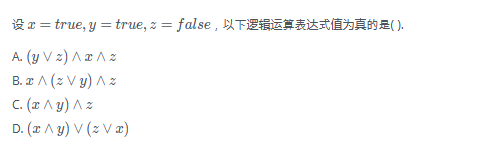 设 x = true, y = true, z = false，以下逻辑运算表达式值为真的是( ).
A. (y ∨ z) ∧ x ∧ z
B. x ∧ (z ∨ y) ∧ z
C. (x ∧ y) ∧ z
D. (x ∧ y) ∨ (z ∨ x)